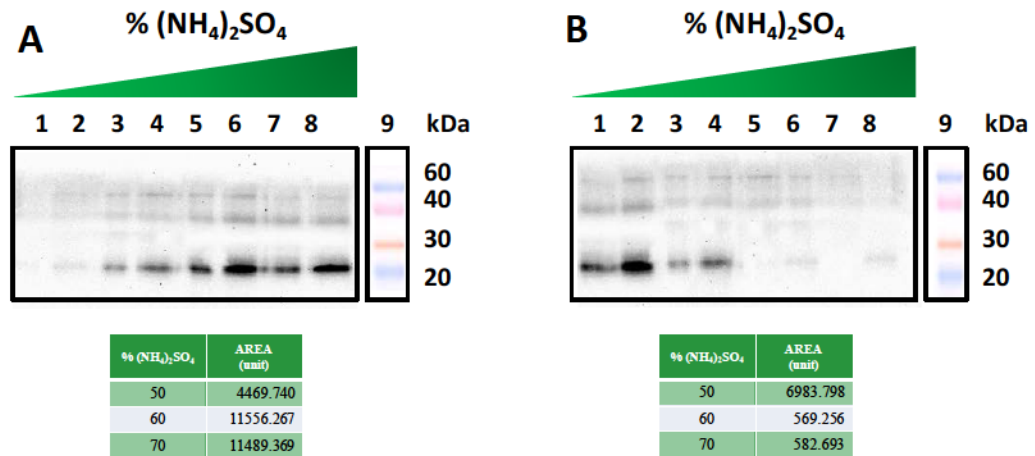 A
% (NH₄)₂SO₄
1 2 3 4 5 6 7 8 9 kDa
60
40
30
20
% (NH₄)₂SO₄ AREA (unit)
50 4469.740
60 11556.267
70 11489.369
B
% (NH₄)₂SO₄
1 2 3 4 5 6 7 8 9 kDa
60
40
30
20
% (NH₄)₂SO₄ AREA (unit)
50 6983.798
60 569.256
70 582.693